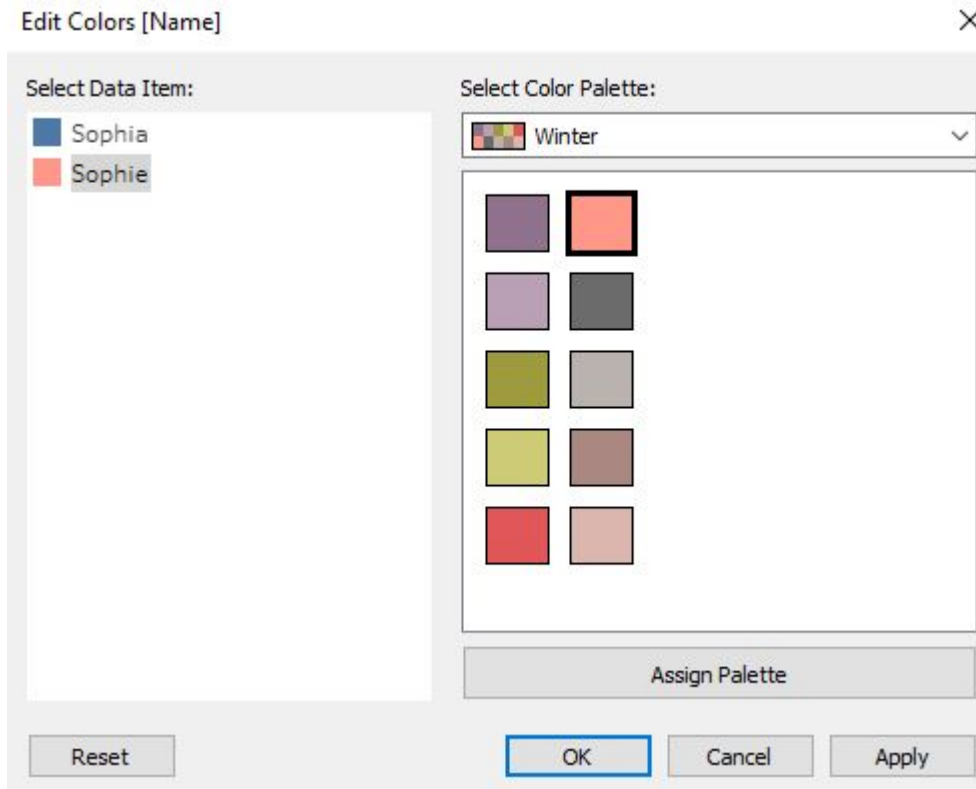 Edit Colors [Name]
Select Data Item:
Sophia
Sophie
Select Color Palette:
Winter
Assign Palette
Reset
OK
Cancel
Apply